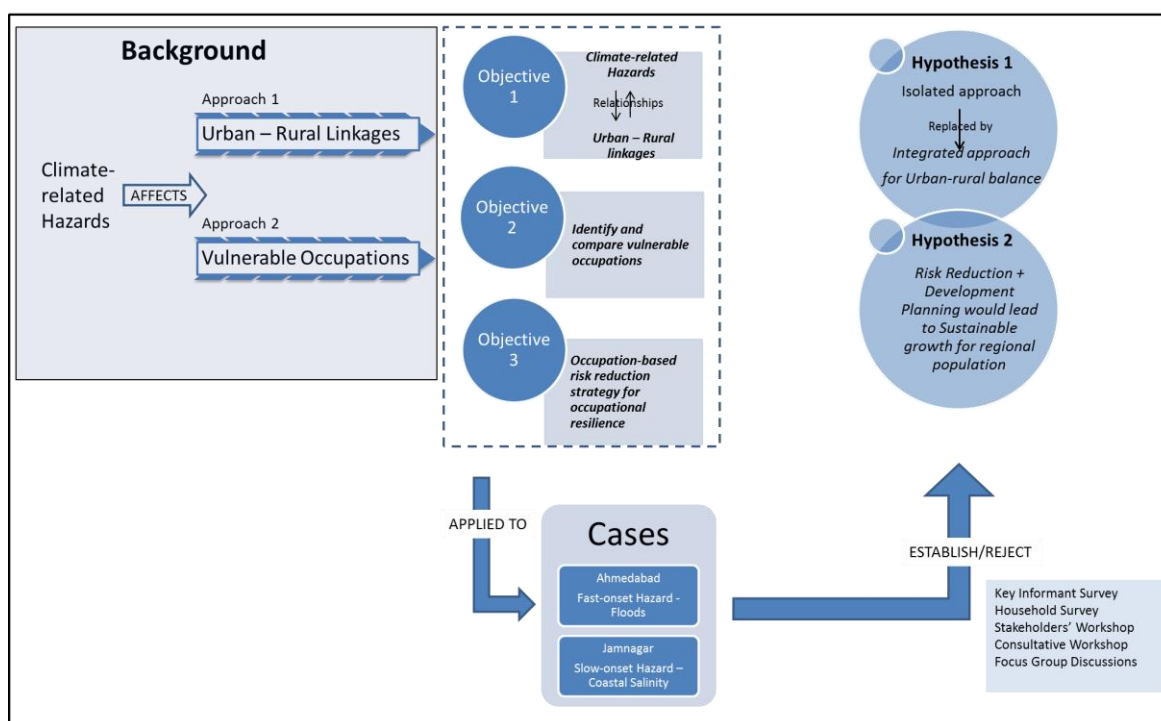 Background
Approach 1
Urban – Rural Linkages
Climate-
related
Hazards
AFFECTS
Approach 2
Vulnerable Occupations
Objective
1
Climate-related
Hazards
Relationships
Urban – Rural
linkages
Objective
2
Identify and
compare vulnerable
occupations
Objective
3
Occupation-based
risk reduction
strategy for
occupational
resilience
Hypothesis 1
Isolated approach
Replaced by
Integrated approach
for Urban-rural balance
Hypothesis 2
Risk Reduction +
Development
Planning would lead
to Sustainable
growth for regional
population
APPLIED TO
Cases
Ahmedabad
Fast-onset Hazard -
Floods
Jamnagar
Slow-onset Hazard –
Coastal Salinity
ESTABLISH/REJECT
Key Informant Survey
Household Survey
Stakeholders' Workshop
Consultative Workshop
Focus Group Discussions